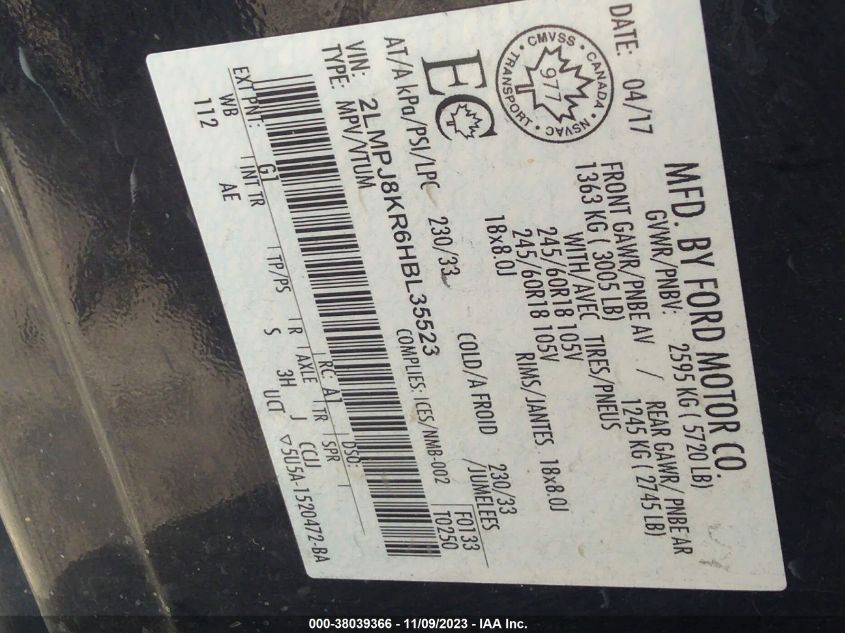 MFD. BY FORD MOTOR CO.
DATE: 04/17
GVWR/PNBV: 2595 KG ( 5720 LB)
FRONT GAWR/PNBE AV / REAR GAWR/ PNBE AR
1363 KG ( 3005 LB) 1245 KG ( 2745 LB)
WITH/AVEC TIRES/PNEUS
245/60R18 105V
245/60R18 105V RIMS/JANTES 18x8.0J
18x8.0J
CMVSS · CANADA · NSVAC · TRANSPORT ·
977
EC
AT/A kPa/PSI/LPC 230/33 COLD/A FROID 230/33 /JUMELEES
VIN: 2LMPJ8KR6HBL35523
TYPE: MPV/VTUM
COMPLIES: ICES/NMB-002
F0133
T0250
EXT PNT: G1 RC: A1 DSO:
WB INT TR TP/PS R AXLE TR SPR
112 AE S 3H J CCJJ
UCT ▽5U5A-1520472-BA
000-38039366 - 11/09/2023 - IAA Inc.